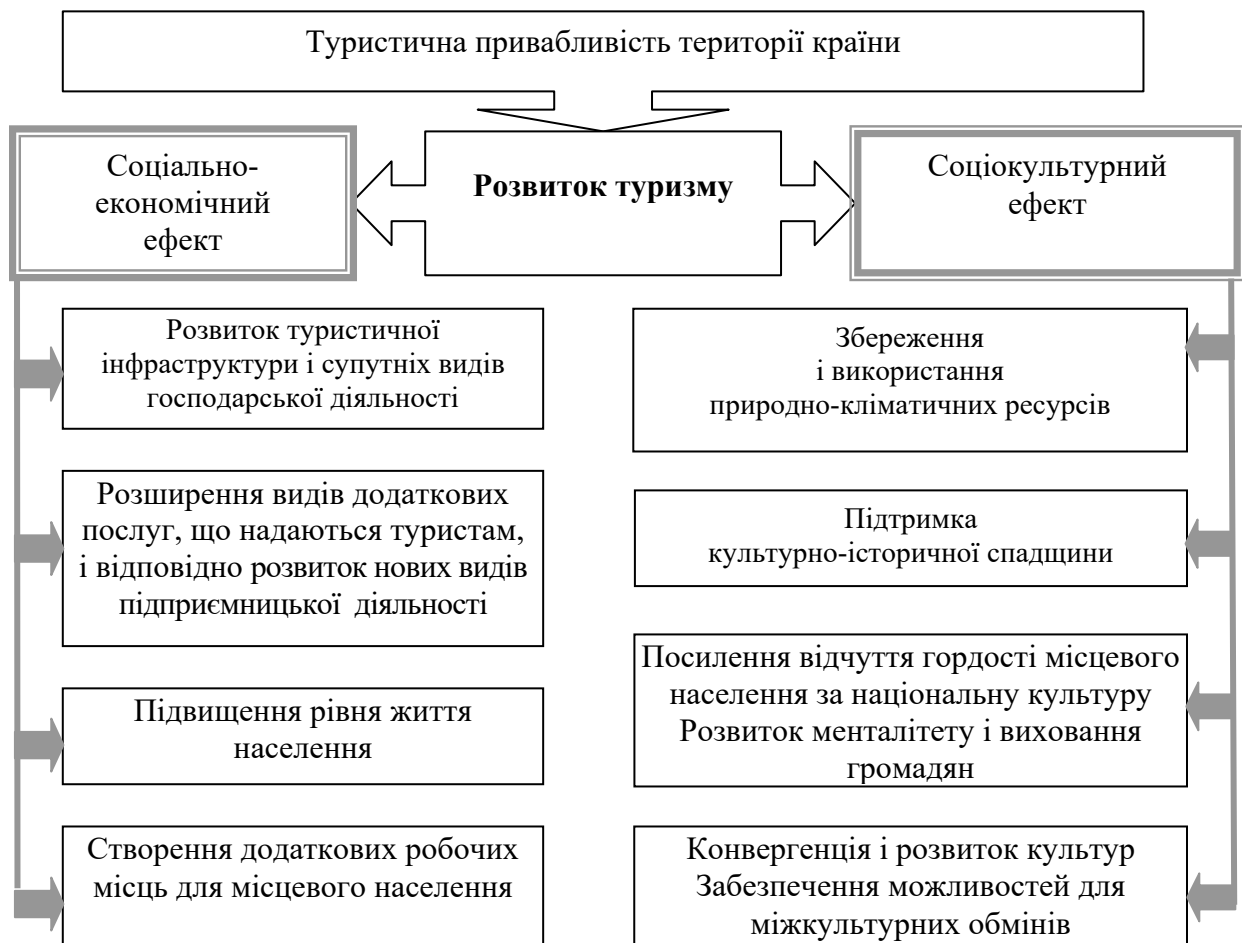 Туристична привабливість території країни
Соціально-
економічний
ефект
Розвиток туризму
Соціокультурний
ефект
Розвиток туристичної
інфраструктури і супутніх видів
господарської діяльності
Розширення видів додаткових
послуг, що надаються туристам,
і відповідно розвиток нових видів
підприємницької діяльності
Підвищення рівня життя
населення
Створення додаткових робочих
місць для місцевого населення
Збереження
і використання
природно-кліматичних ресурсів
Підтримка
культурно-історичної спадщини
Посилення відчуття гордості місцевого
населення за національну культуру
Розвиток менталітету і виховання
громадян
Конвергенція і розвиток культур
Забезпечення можливостей для
міжкультурних обмінів